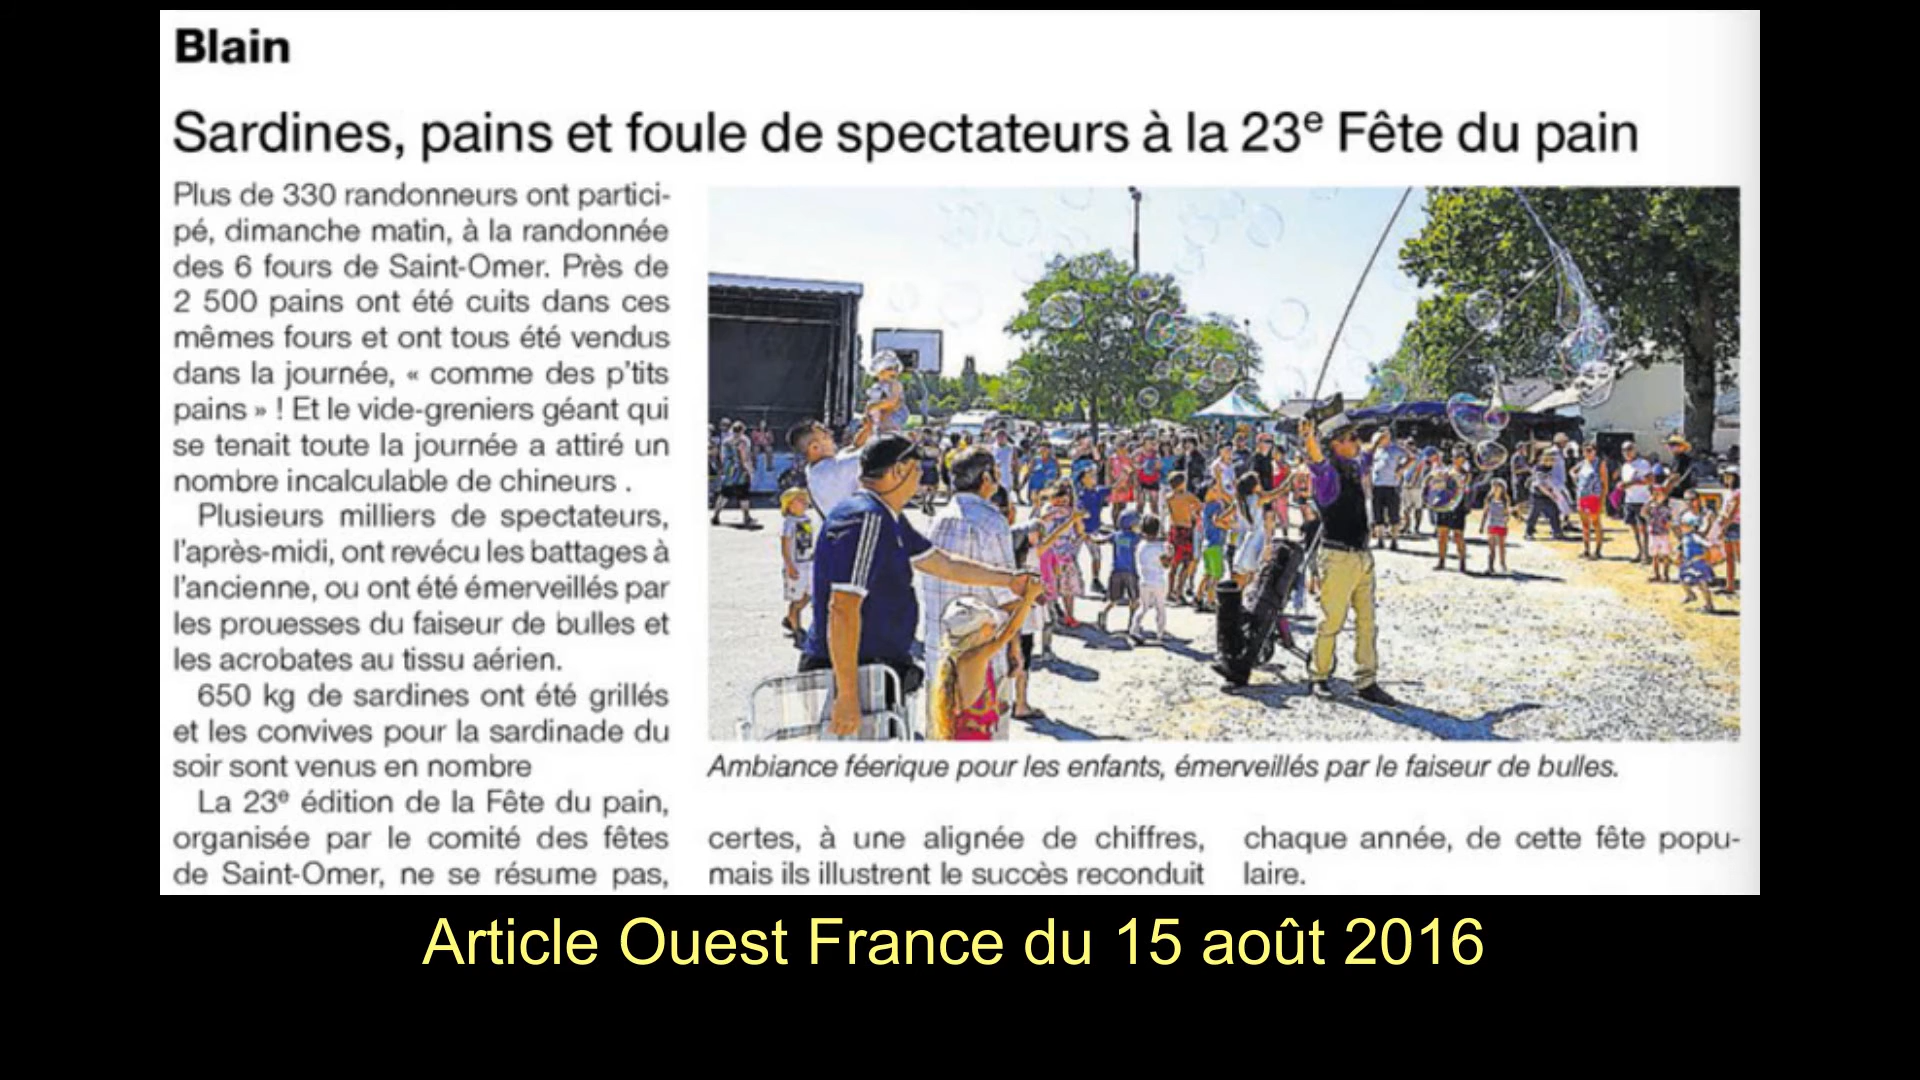 Blain
Sardines, pains et foule de spectateurs à la 23e Fête du pain
Plus de 330 randonneurs ont partici-
pé, dimanche matin, à la randonnée
des 6 fours de Saint-Omer. Près de
2 500 pains ont été cuits dans ces
mêmes fours et ont tous été vendus
dans la journée, « comme des p'tits
pains » ! Et le vide-greniers géant qui
se tenait toute la journée a attiré un
nombre incalculable de chineurs .
Plusieurs milliers de spectateurs,
l'après-midi, ont revécu les battages à
l'ancienne, ou ont été émerveillés par
les prouesses du faiseur de bulles et
les acrobates au tissu aérien.
650 kg de sardines ont été grillés
et les convives pour la sardinade du
soir sont venus en nombre
La 23e édition de la Fête du pain,
organisée par le comité des fêtes
de Saint-Omer, ne se résume pas,
Ambiance féerique pour les enfants, émerveillés par le faiseur de bulles.
certes, à une alignée de chiffres,
mais ils illustrent le succès reconduit
chaque année, de cette fête popu-
laire.
Article Ouest France du 15 août 2016